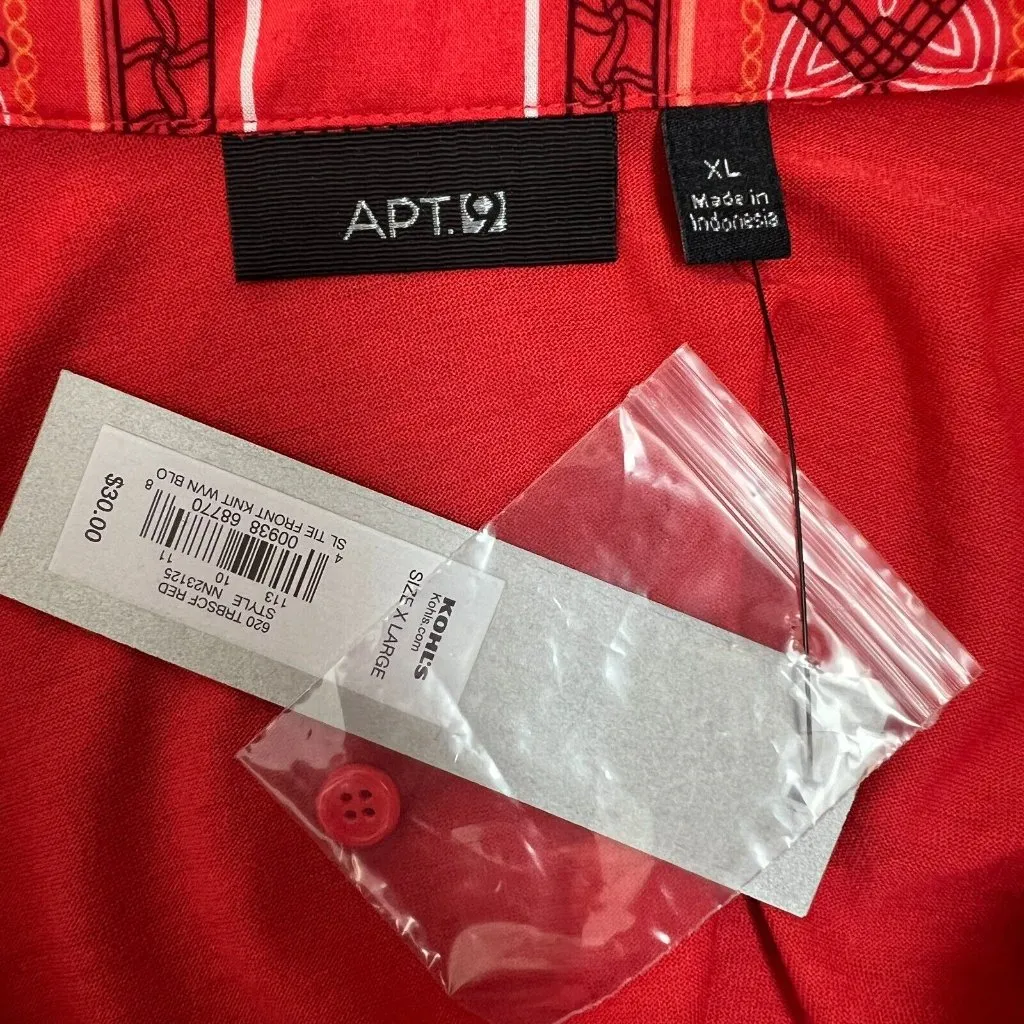 APT.[9]
XL
Made in
Indonesia
KOHL'S
Kohls.com
SIZE X LARGE
620 TRBSCF RED
STYLE NN23125
113 10 11
4 00938 68770 8
SL TIE FRONT KNIT WVN BLO
$30.00